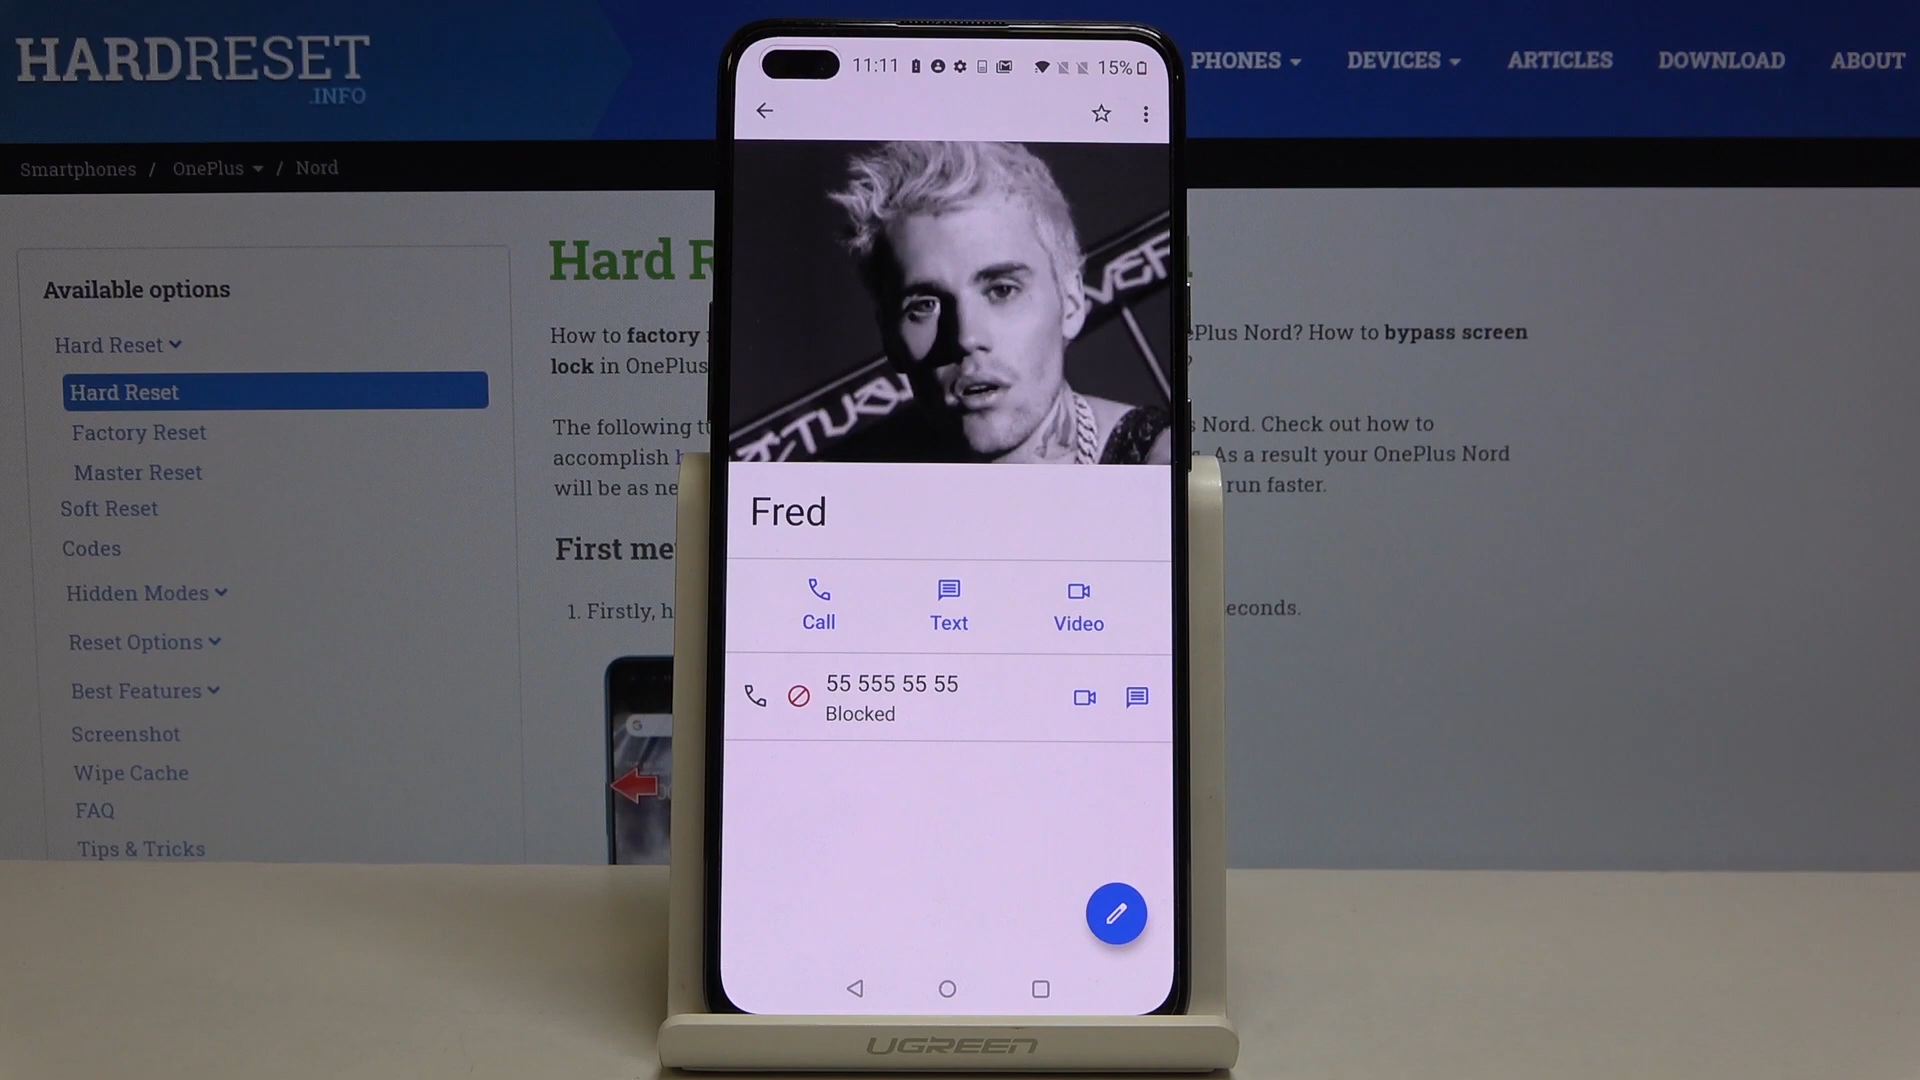 HARDRESET
.INFO
PHONES
DEVICES
ARTICLES
DOWNLOAD
ABOUT
Smartphones / OnePlus / Nord
Available options
Hard Reset
Hard Reset
Factory Reset
Master Reset
Soft Reset
Codes
Hidden Modes
Reset Options
Best Features
Screenshot
Wipe Cache
FAQ
Tips & Tricks
Hard R
How to factory
ePlus Nord? How to bypass screen
lock in OnePlus
?
The following tu
s Nord. Check out how to
accomplish h
. As a result your OnePlus Nord
will be as ne
run faster.
First me
1. Firstly, h
econds.
11:11
15%
Fred
Call
Text
Video
55 555 55 55
Blocked
UGREEN